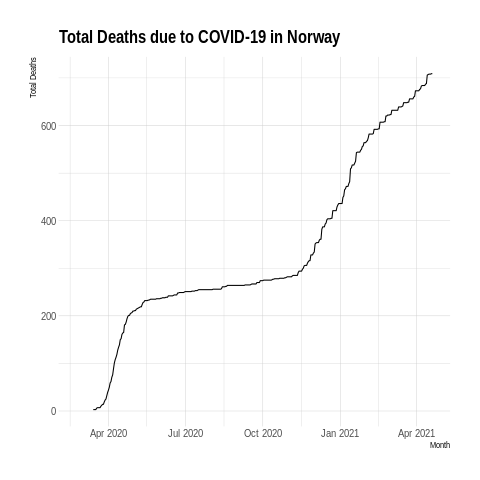 Total Deaths due to COVID-19 in Norway
Total Deaths
600
400
200
0
Apr 2020 Jul 2020 Oct 2020 Jan 2021 Apr 2021
Month